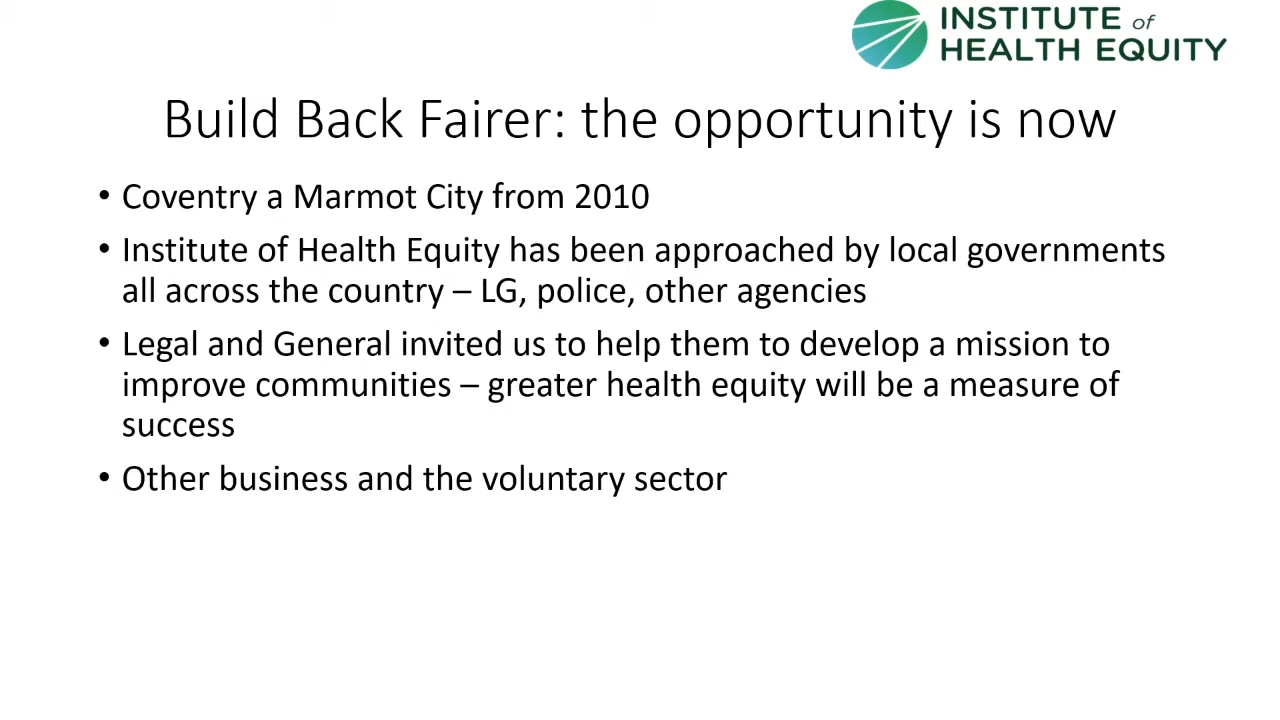 INSTITUTE of
HEALTH EQUITY
Build Back Fairer: the opportunity is now
• Coventry a Marmot City from 2010
• Institute of Health Equity has been approached by local governments
all across the country – LG, police, other agencies
• Legal and General invited us to help them to develop a mission to
improve communities – greater health equity will be a measure of
success
• Other business and the voluntary sector